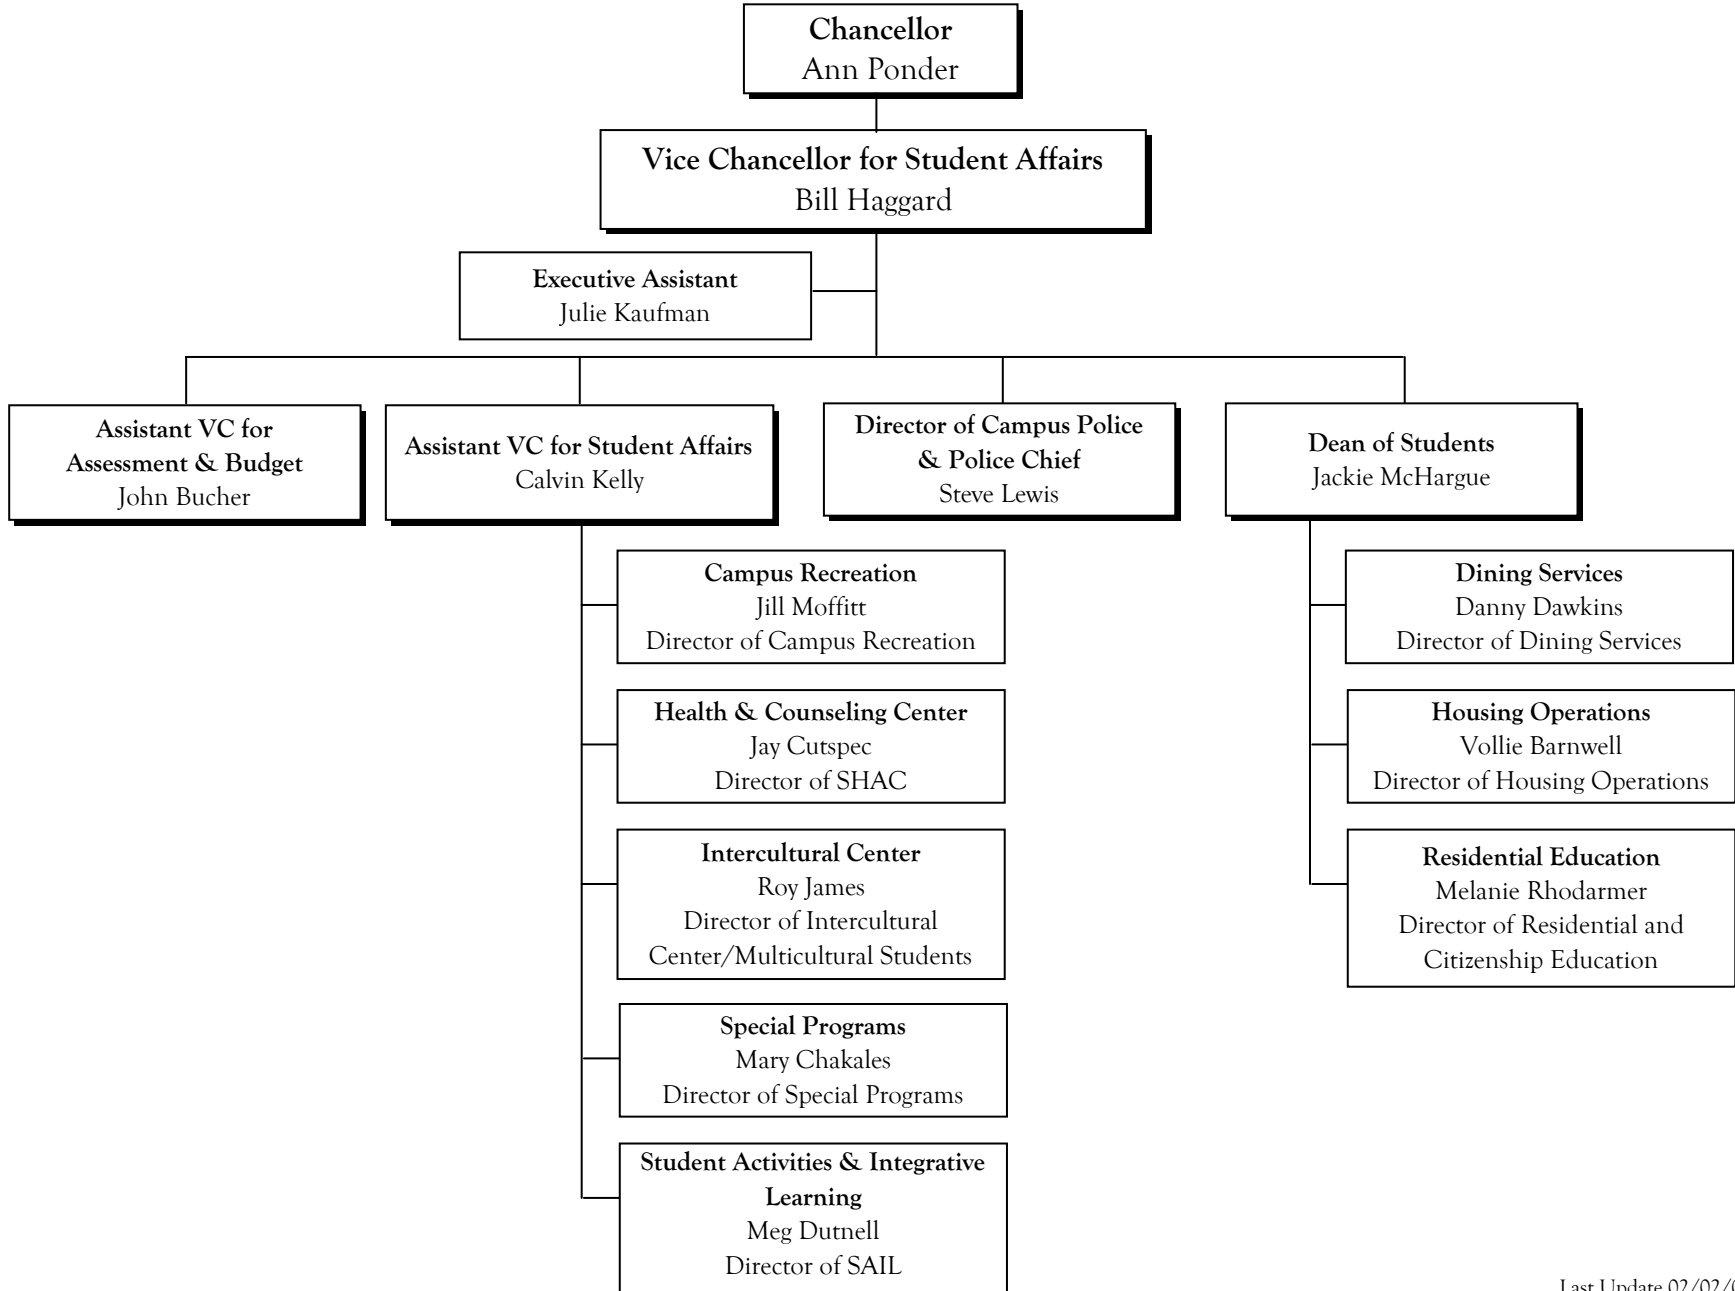 Chancellor
Ann Ponder
Vice Chancellor for Student Affairs
Bill Haggard
Executive Assistant
Julie Kaufman
Assistant VC for
Assessment & Budget
John Bucher
Assistant VC for Student Affairs
Calvin Kelly
Director of Campus Police
& Police Chief
Steve Lewis
Dean of Students
Jackie McHargue
Campus Recreation
Jill Moffitt
Director of Campus Recreation
Health & Counseling Center
Jay Cutspec
Director of SHAC
Intercultural Center
Roy James
Director of Intercultural
Center/Multicultural Students
Special Programs
Mary Chakales
Director of Special Programs
Student Activities & Integrative
Learning
Meg Dutnell
Director of SAIL
Dining Services
Danny Dawkins
Director of Dining Services
Housing Operations
Vollie Barnwell
Director of Housing Operations
Residential Education
Melanie Rhodarmer
Director of Residential and
Citizenship Education
Last Update